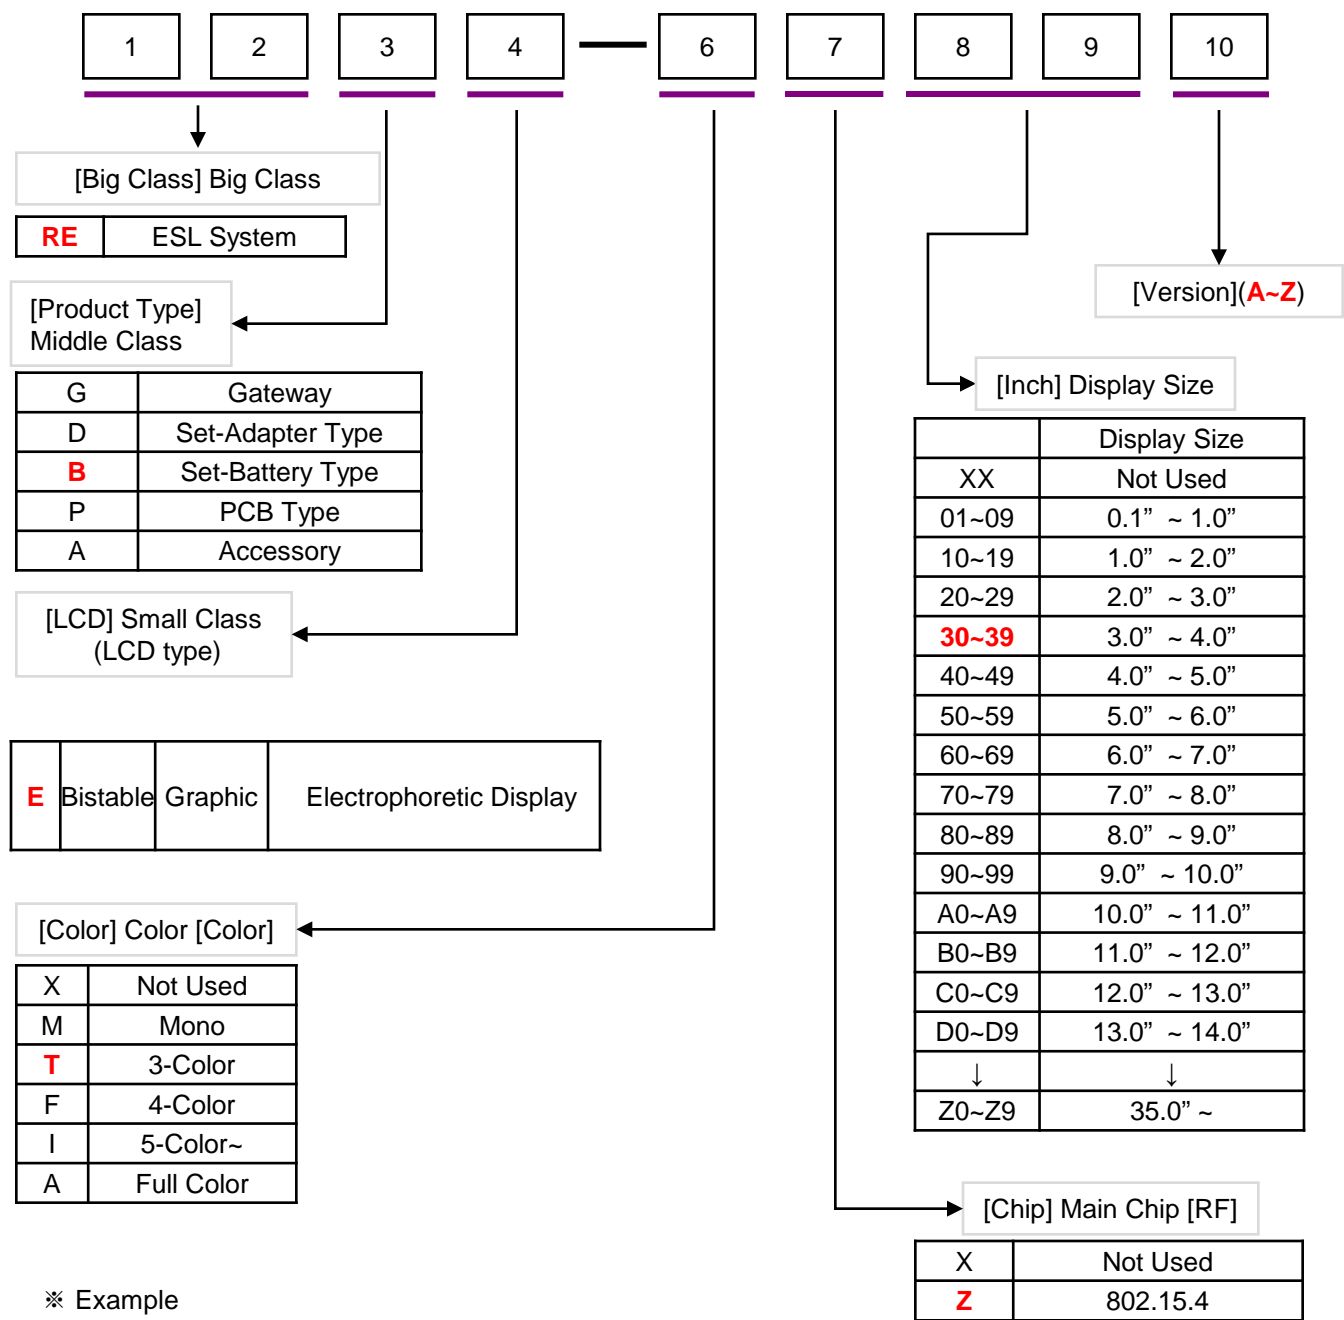 1 2 3 4 — 6 7 8 9 10
[Big Class] Big Class
RE ESL System
[Product Type]
Middle Class
G Gateway
D Set-Adapter Type
B Set-Battery Type
P PCB Type
A Accessory
[LCD] Small Class
(LCD type)
E Bistable Graphic Electrophoretic Display
[Color] Color [Color]
X Not Used
M Mono
T 3-Color
F 4-Color
I 5-Color~
A Full Color
※ Example
[Version](A~Z)
[Inch] Display Size
Display Size
XX Not Used
01~09 0.1” ~ 1.0”
10~19 1.0” ~ 2.0”
20~29 2.0” ~ 3.0”
30~39 3.0” ~ 4.0”
40~49 4.0” ~ 5.0”
50~59 5.0” ~ 6.0”
60~69 6.0” ~ 7.0”
70~79 7.0” ~ 8.0”
80~89 8.0” ~ 9.0”
90~99 9.0” ~ 10.0”
A0~A9 10.0” ~ 11.0”
B0~B9 11.0” ~ 12.0”
C0~C9 12.0” ~ 13.0”
D0~D9 13.0” ~ 14.0”
↓ ↓
Z0~Z9 35.0” ~
[Chip] Main Chip [RF]
X Not Used
Z 802.15.4